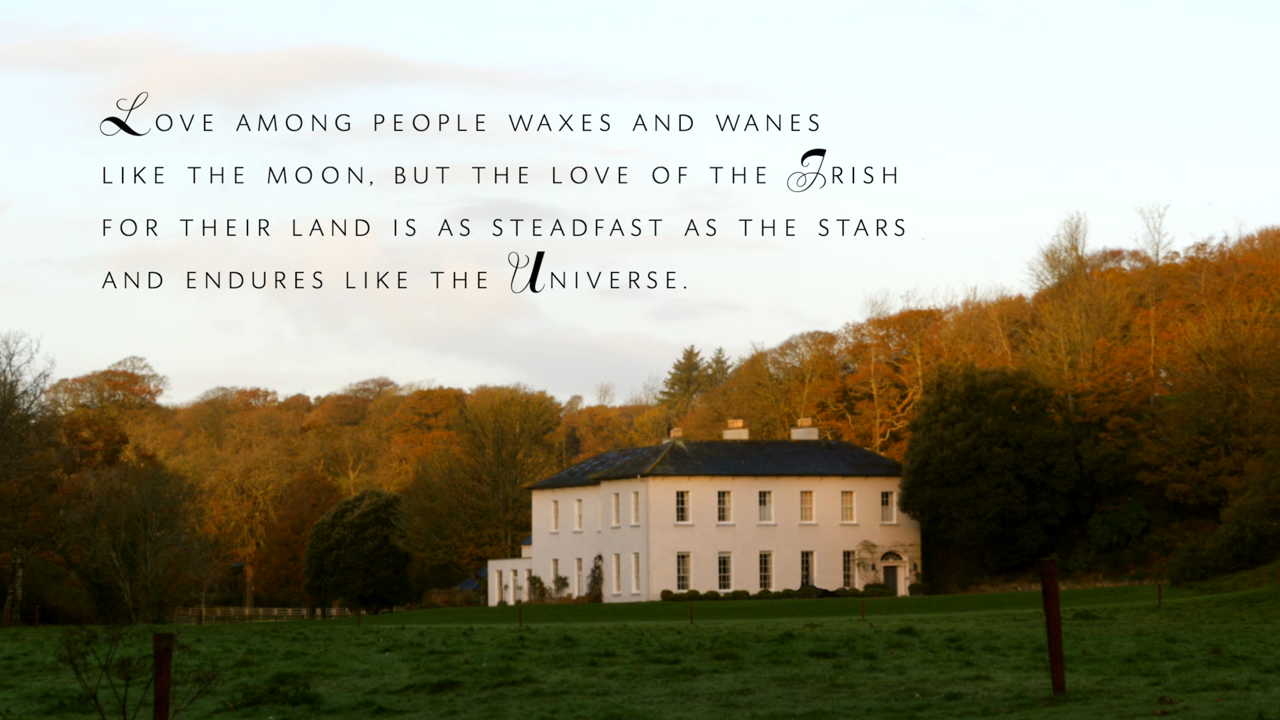 Love among people waxes and wanes
like the moon, but the love of the Irish
for their land is as steadfast as the stars
and endures like the Universe.